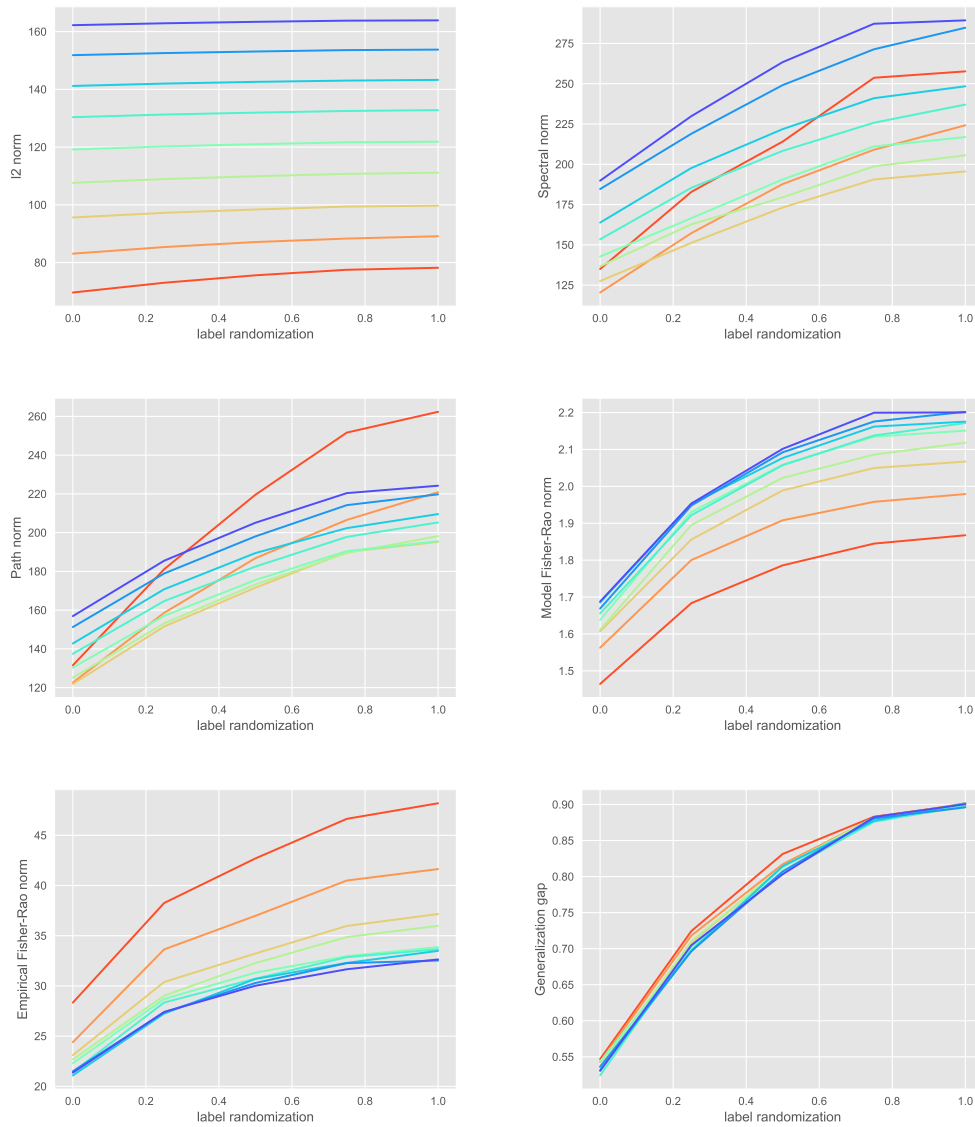 l2 norm
160
140
120
100
80
0.0 0.2 0.4 0.6 0.8 1.0
label randomization
Spectral norm
275
250
225
200
175
150
125
0.0 0.2 0.4 0.6 0.8 1.0
label randomization
Path norm
260
240
220
200
180
160
140
120
0.0 0.2 0.4 0.6 0.8 1.0
label randomization
Model Fisher-Rao norm
2.2
2.1
2.0
1.9
1.8
1.7
1.6
1.5
0.0 0.2 0.4 0.6 0.8 1.0
label randomization
Empirical Fisher-Rao norm
45
40
35
30
25
20
0.0 0.2 0.4 0.6 0.8 1.0
label randomization
Generalization gap
0.90
0.85
0.80
0.75
0.70
0.65
0.60
0.55
0.0 0.2 0.4 0.6 0.8 1.0
label randomization